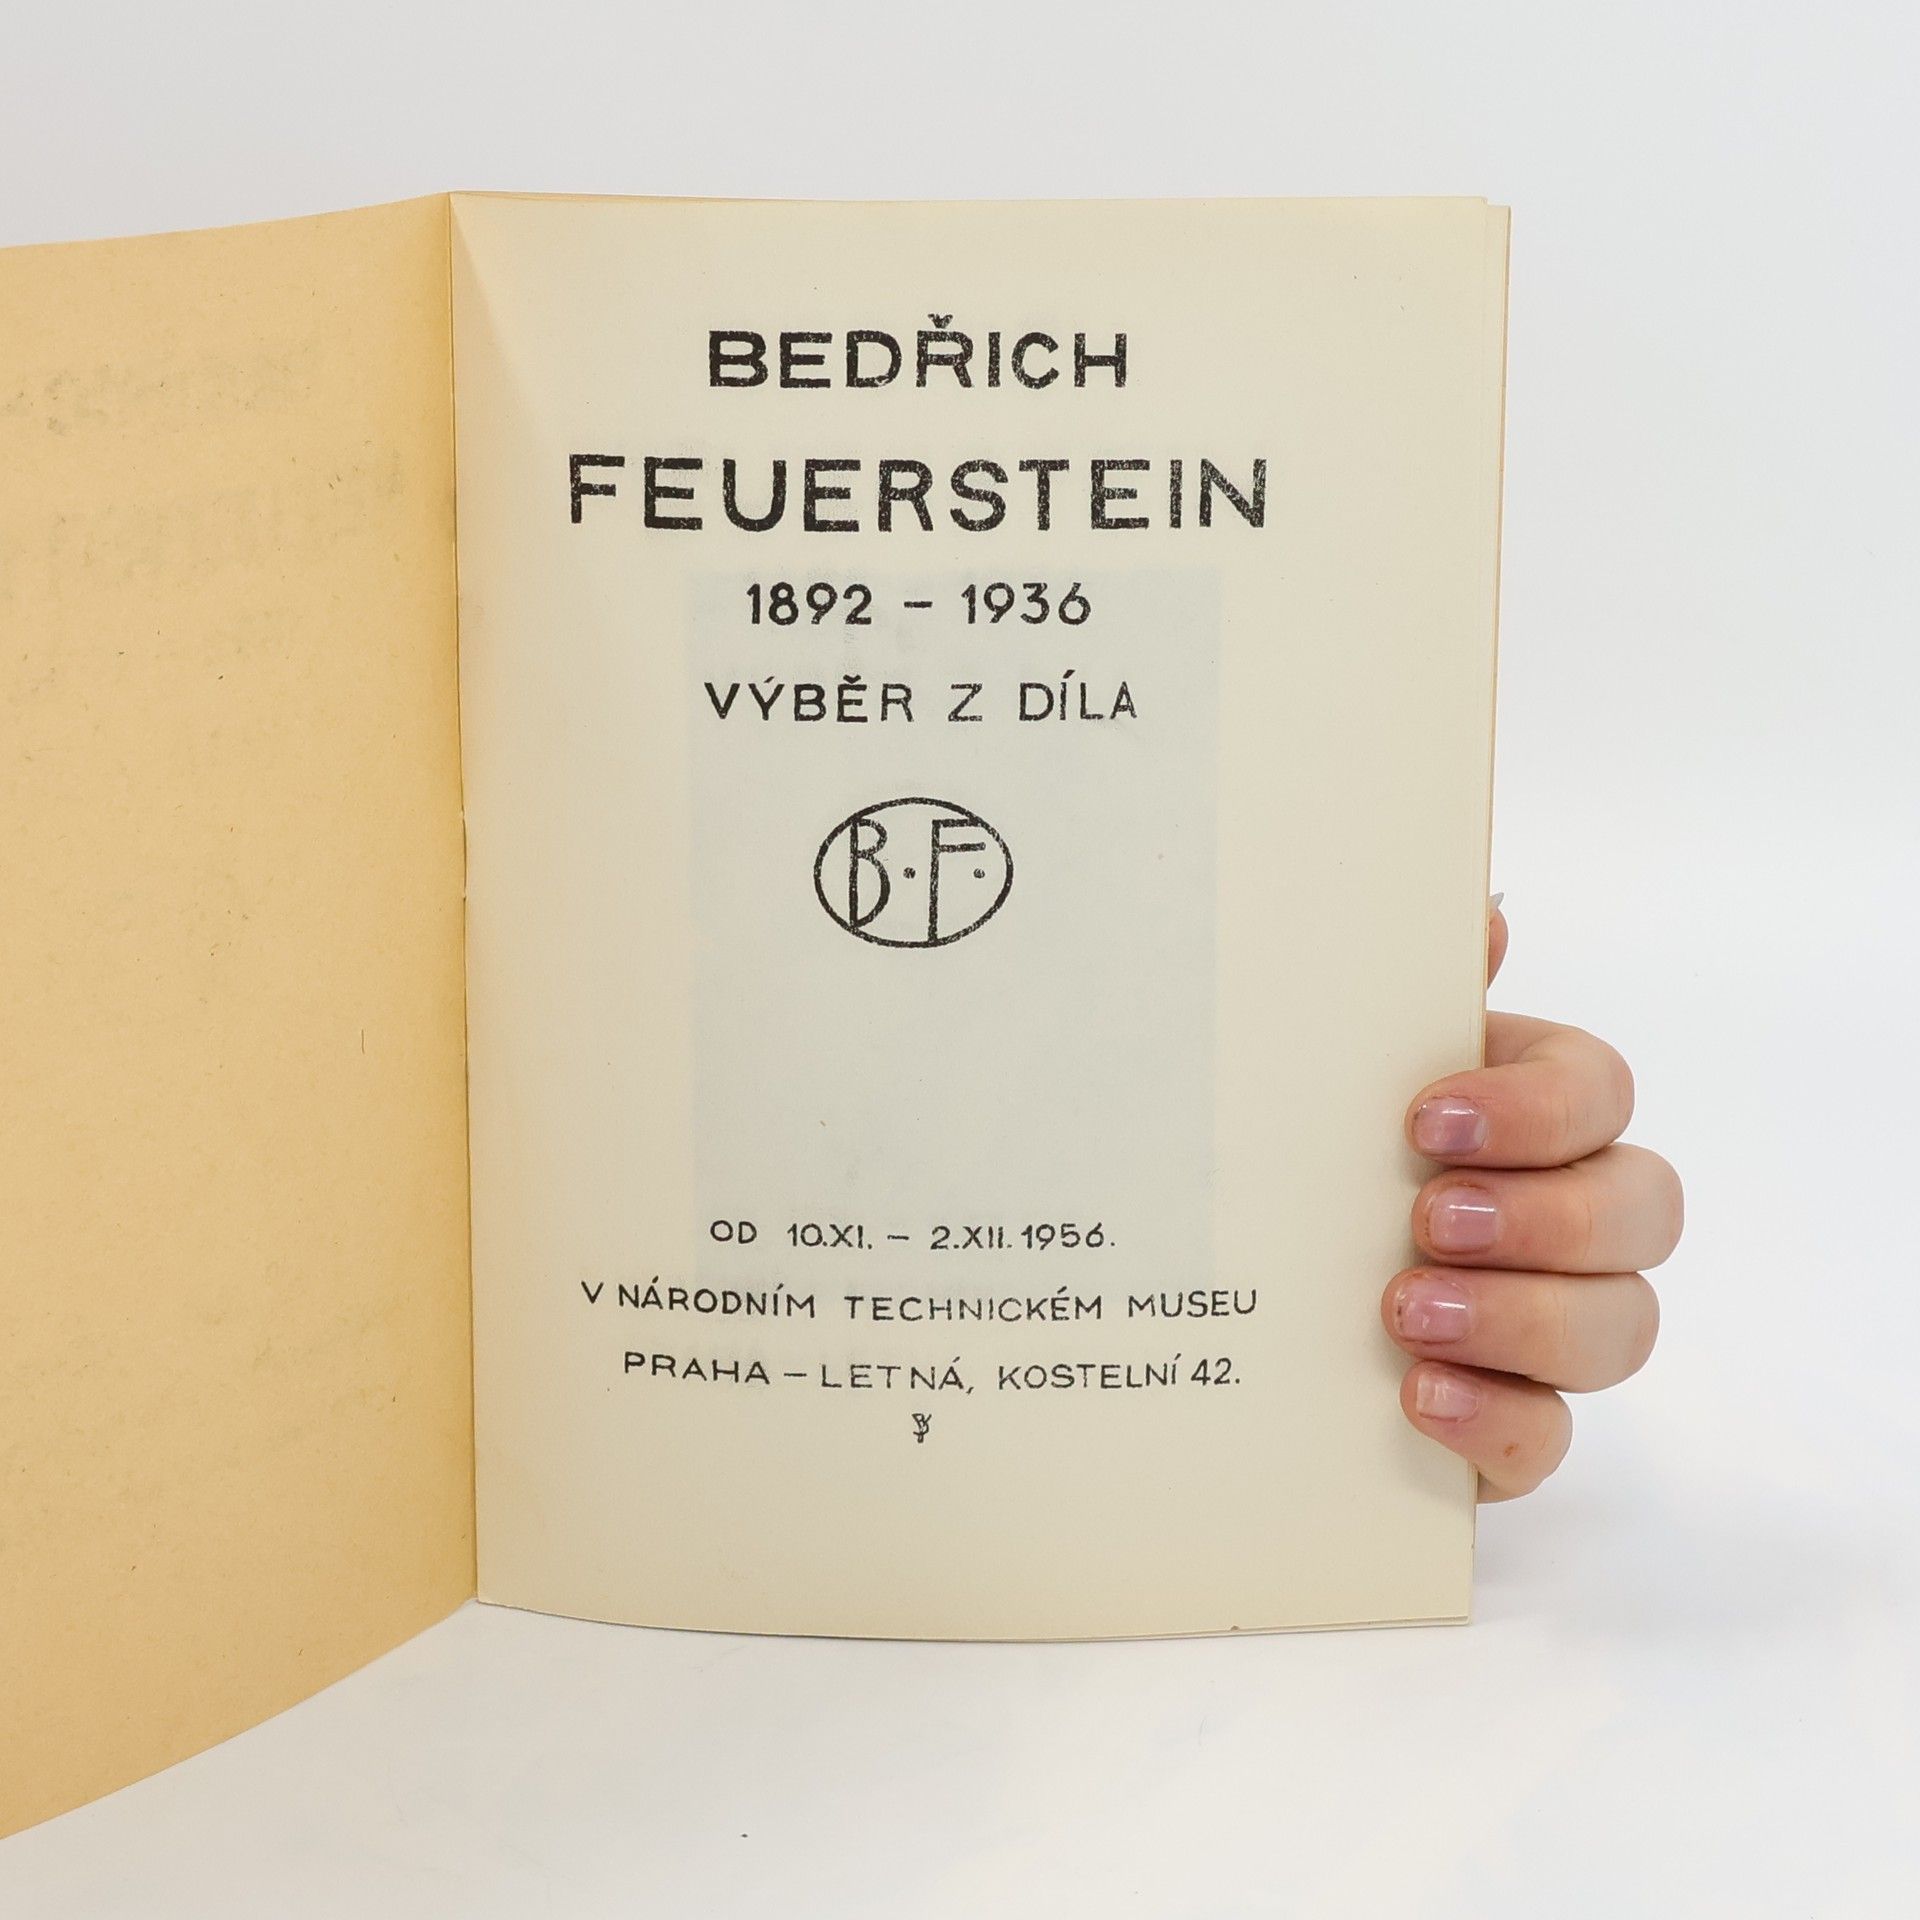 BEDŘICH
FEUERSTEIN
1892 – 1936
VÝBĚR Z DÍLA
B.F.
OD 10.XI. – 2.XII.1956.
V NÁRODNÍM TECHNICKÉM MUSEU
PRAHA – LETNÁ, KOSTELNÍ 42.